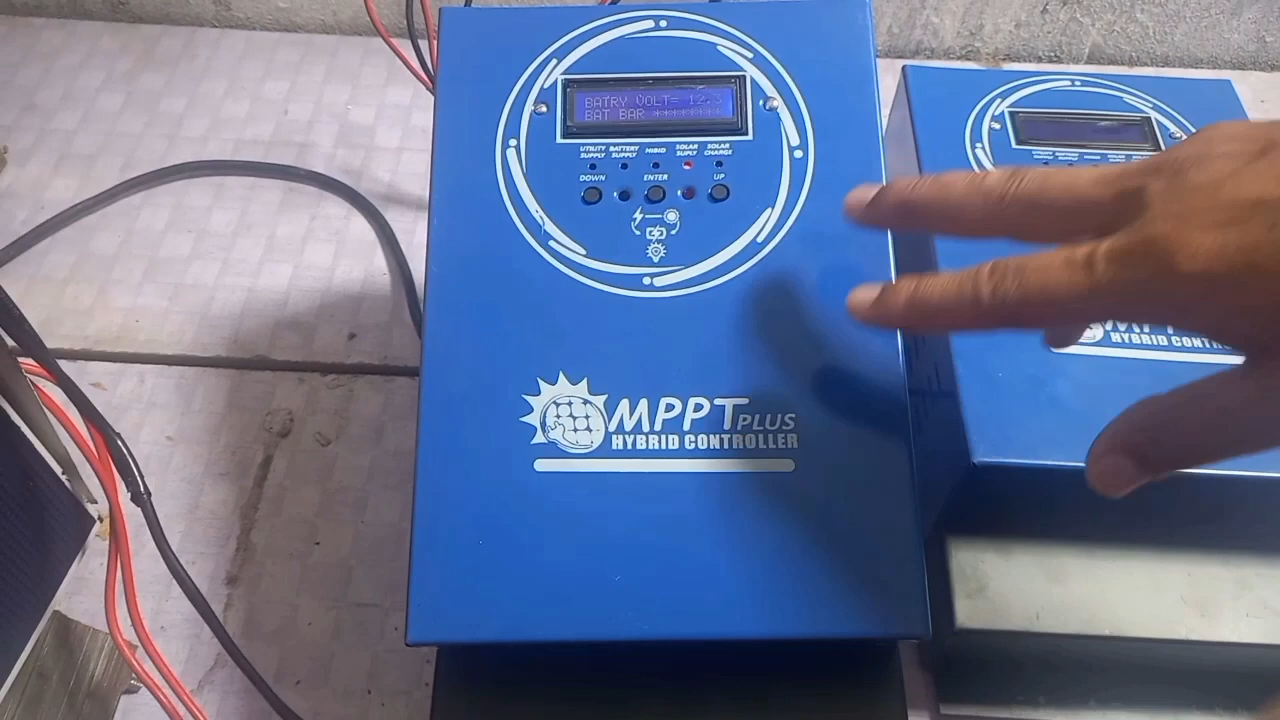 BATRY VOLT= 12.3
BAT BAR ********
UTILITY SUPPLY
BATTERY SUPPLY
HIBID
SOLAR SUPLY
SOLAR CHARGE
DOWN
ENTER
UP
MPPT PLUS
HYBRID CONTROLLER
HYBRID CONTRO